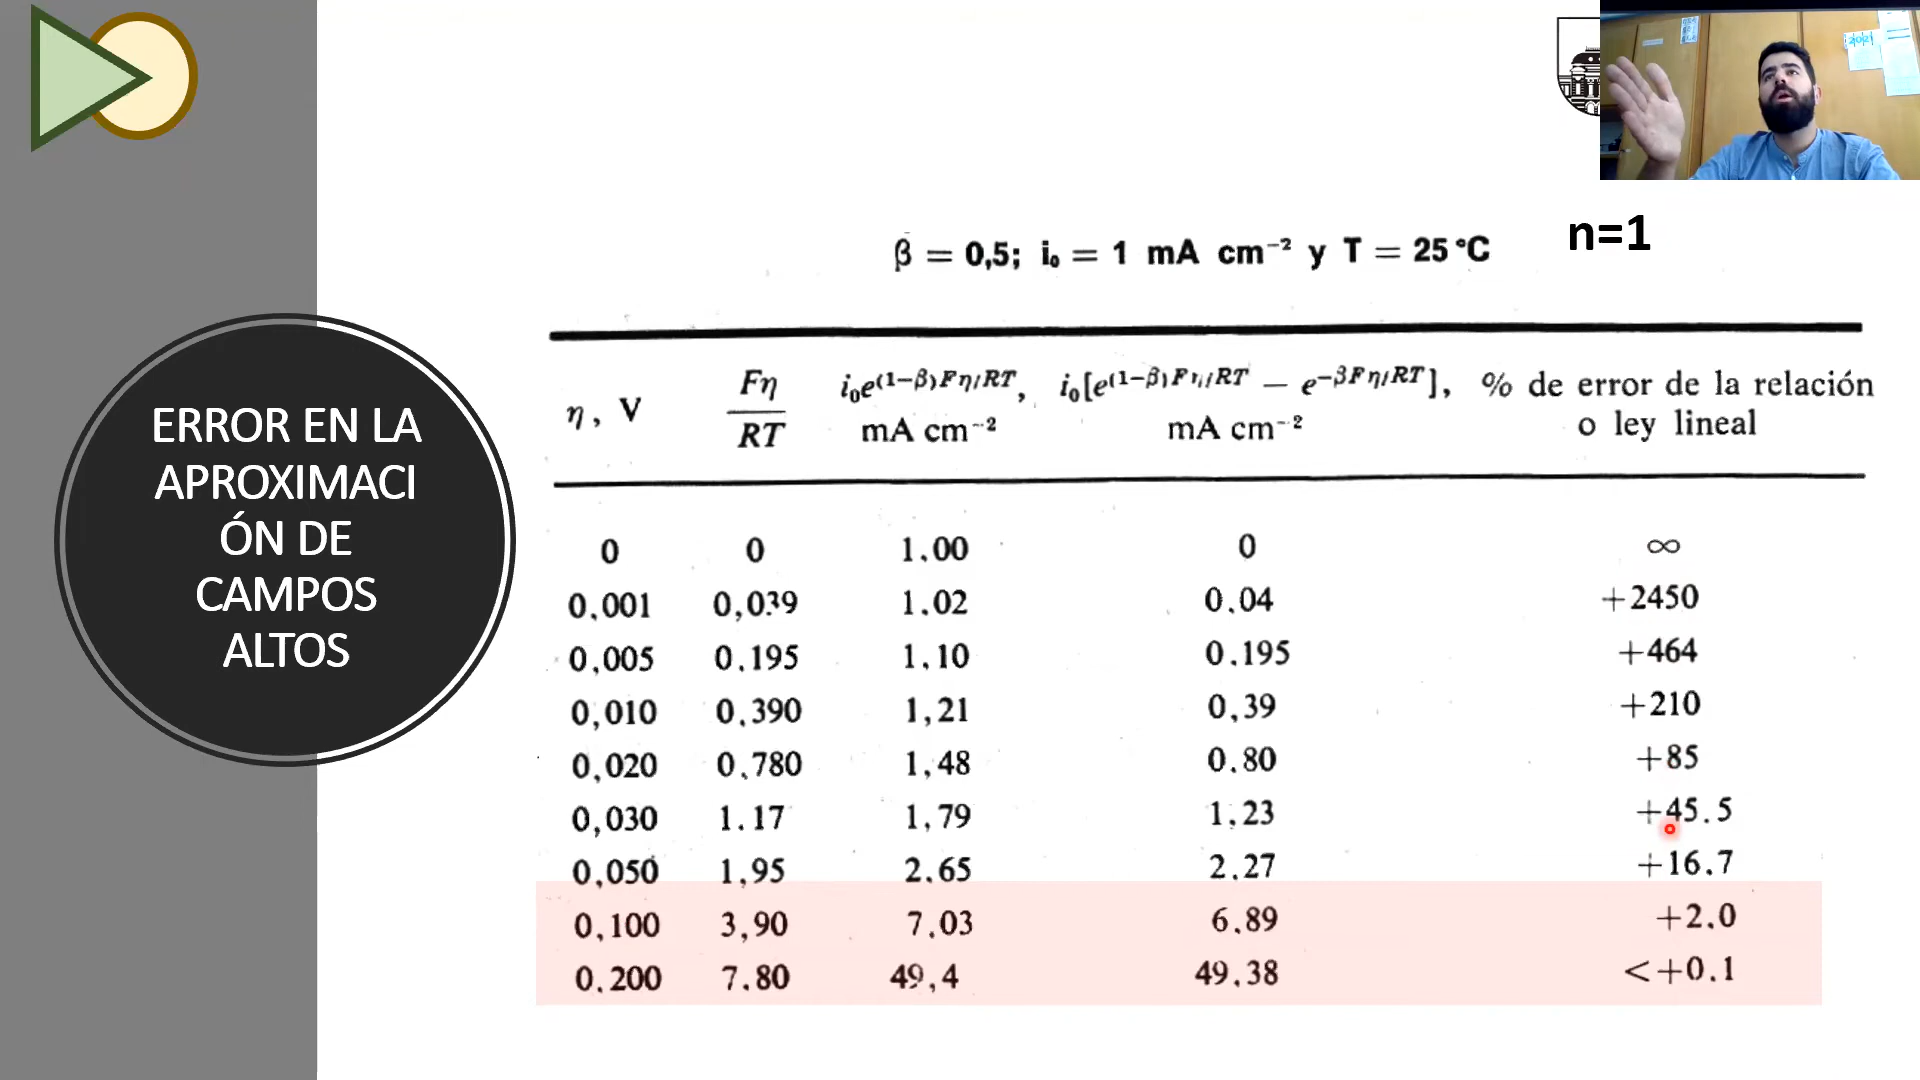 n=1
β = 0,5; i₀ = 1 mA cm⁻² y T = 25 °C
ERROR EN LA
APROXIMACI
ÓN DE
CAMPOS
ALTOS
η, V Fη/RT i₀e^(1−β)Fη/RT, mA cm⁻² i₀[e^(1−β)Fη/RT − e^−βFη/RT], mA cm⁻² % de error de la relación
o ley lineal
0 0 1.00 0 ∞
0.001 0,039 1.02 0.04 +2450
0,005 0.195 1,10 0.195 +464
0,010 0.390 1,21 0,39 +210
0,020 0.780 1,48 0.80 +85
0,030 1.17 1,79 1,23 +45.5
0,050 1,95 2.65 2.27 +16.7
0,100 3,90 7.03 6.89 +2.0
0.200 7.80 49,4 49.38 <+0.1